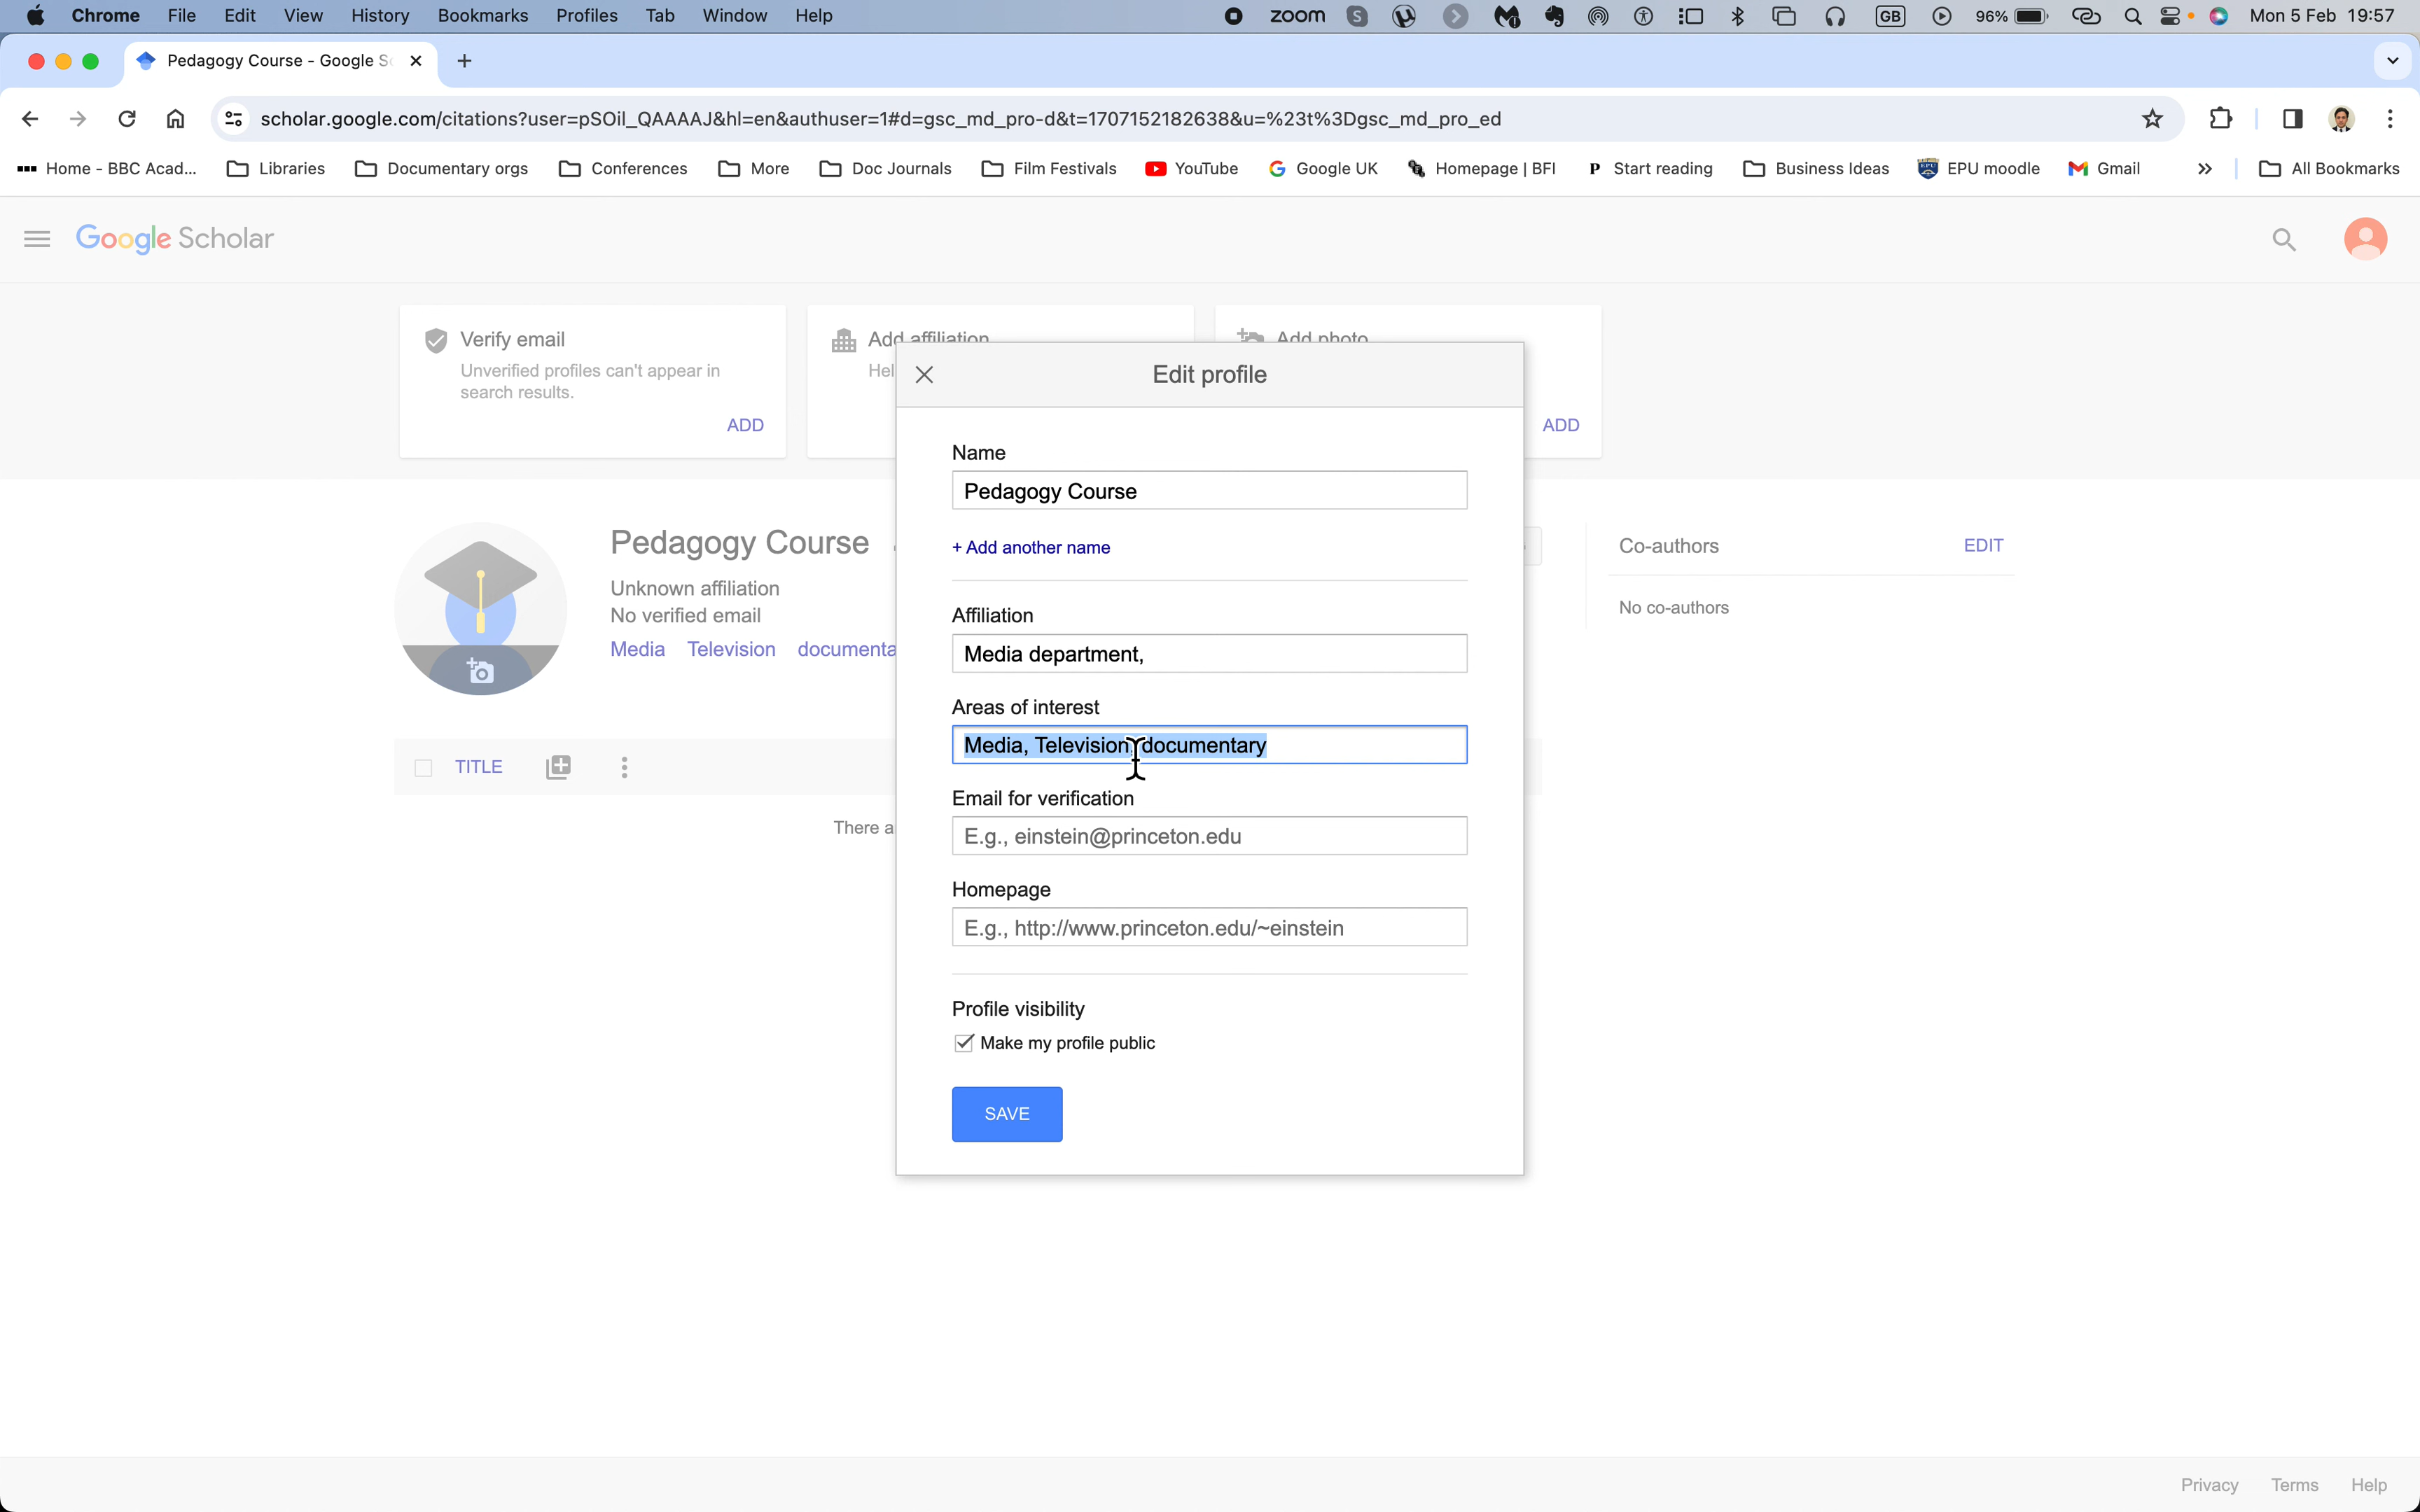 Chrome File Edit View History Bookmarks Profiles Tab Window Help zoom GB 96% Mon 5 Feb 19:57
Pedagogy Course - Google S
scholar.google.com/citations?user=pSOil_QAAAAJ&hl=en&authuser=1#d=gsc_md_pro-d&t=1707152182638&u=%23t%3Dgsc_md_pro_ed
Home - BBC Acad... Libraries Documentary orgs Conferences More Doc Journals Film Festivals YouTube Google UK Homepage | BFI Start reading Business Ideas EPU moodle Gmail All Bookmarks
Google Scholar
Verify email
Unverified profiles can't appear in
search results.
ADD
Add affiliation
Hel
Add photo
ADD
Pedagogy Course
Unknown affiliation
No verified email
Media Television documenta
TITLE
There a
Co-authors EDIT
No co-authors
Edit profile
Name
Pedagogy Course
+ Add another name
Affiliation
Media department,
Areas of interest
Media, Television, documentary
Email for verification
E.g., einstein@princeton.edu
Homepage
E.g., http://www.princeton.edu/~einstein
Profile visibility
Make my profile public
SAVE
Privacy Terms Help